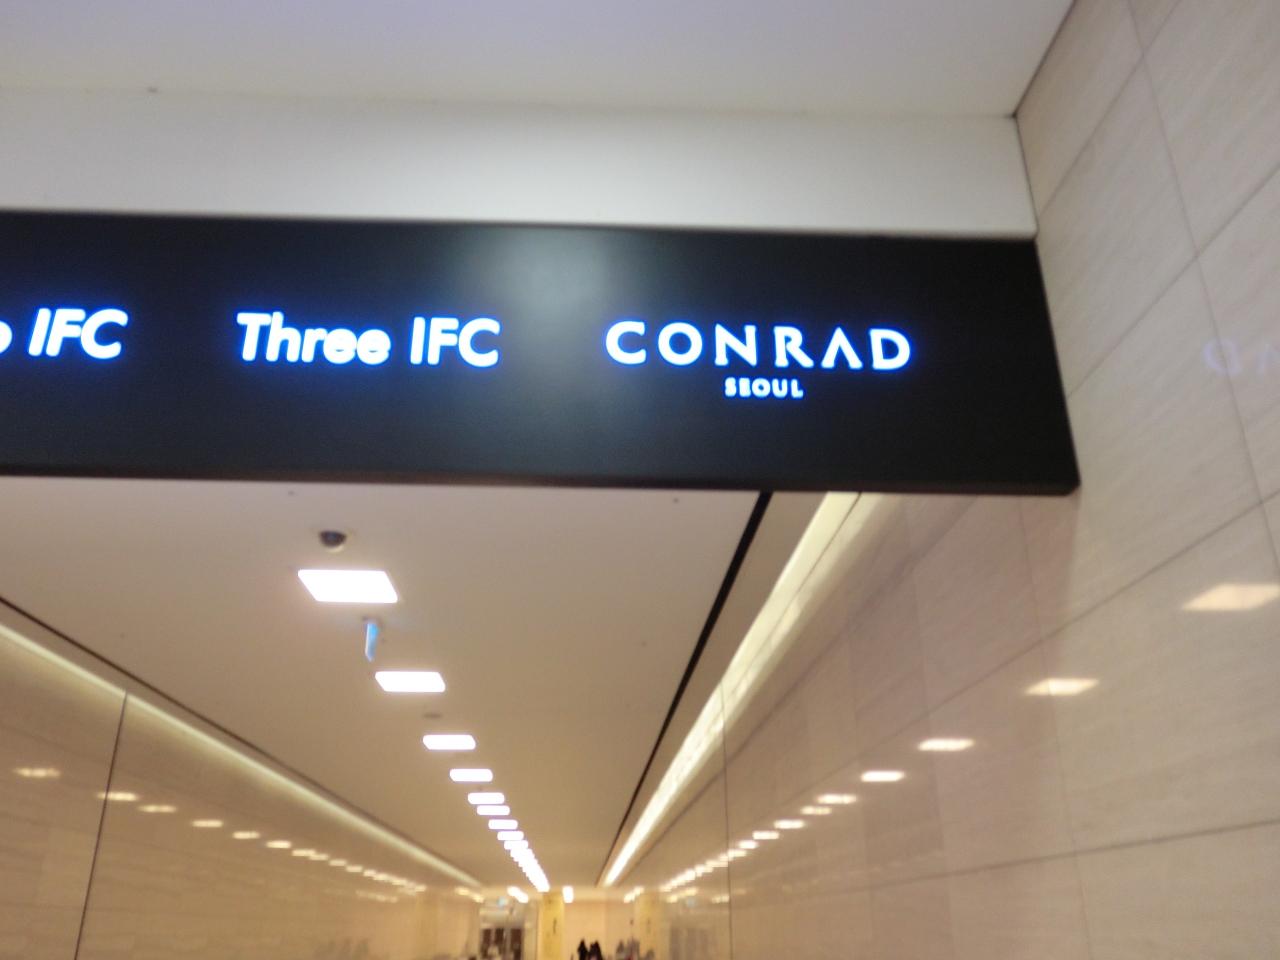 IFC
Three IFC
CONRAD
SEOUL